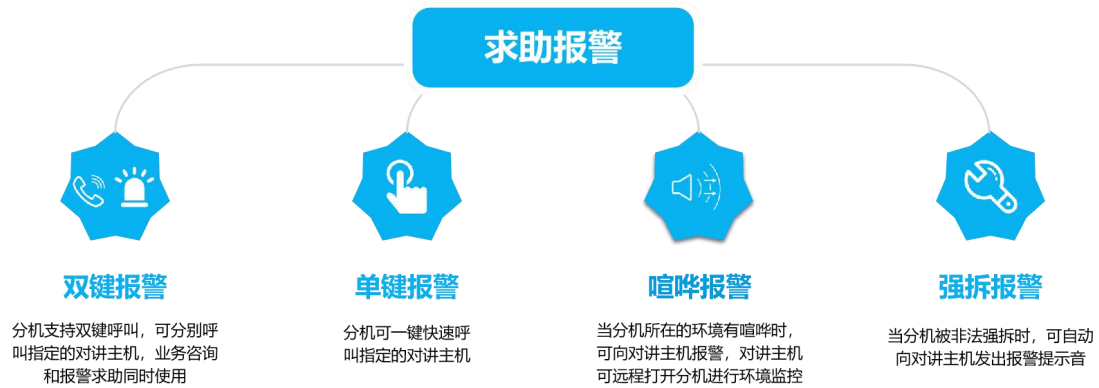 求助报警
双键报警
分机支持双键呼叫，可分别呼
叫指定的对讲主机，业务咨询
和报警求助同时使用
单键报警
分机可一键快速呼
叫指定的对讲主机
喧哗报警
当分机所在的环境有喧哗时，
可向对讲主机报警，对讲主机
可远程打开分机进行环境监控
强拆报警
当分机被非法强拆时，可自动
向对讲主机发出报警提示音